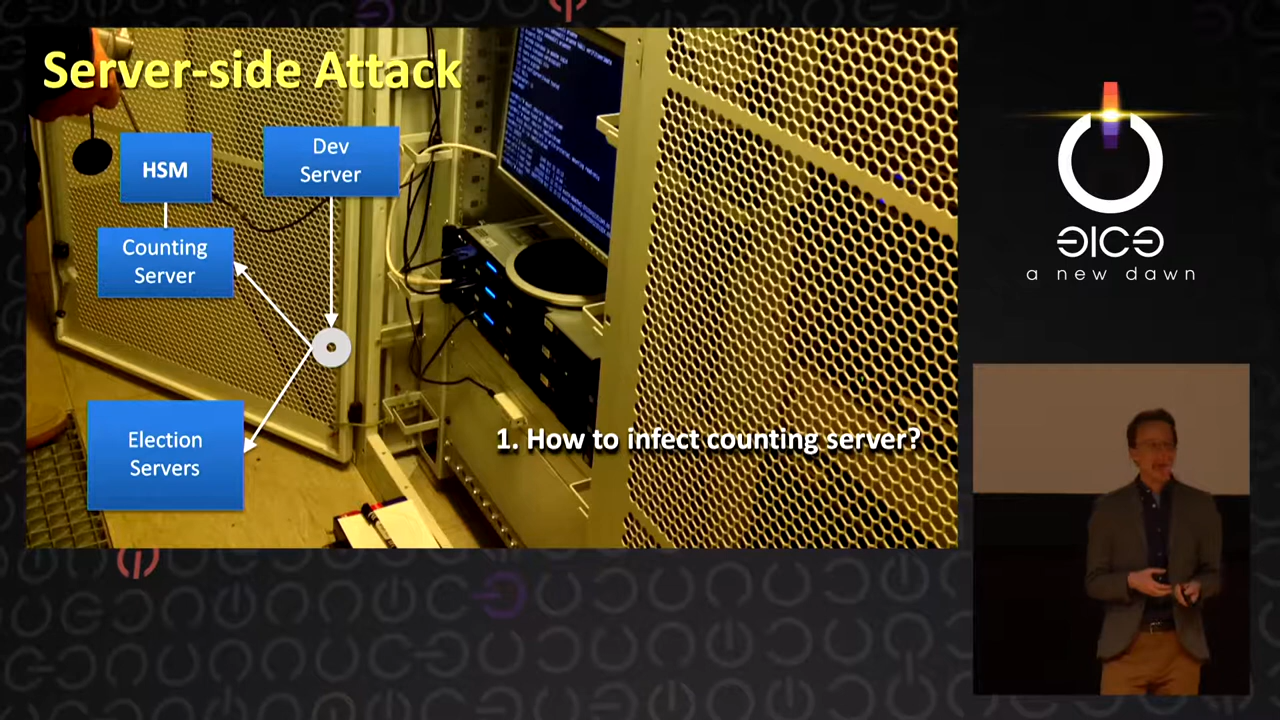 Server-side Attack
HSM
Dev
Server
Counting
Server
Election
Servers
1. How to infect counting server?
a new dawn